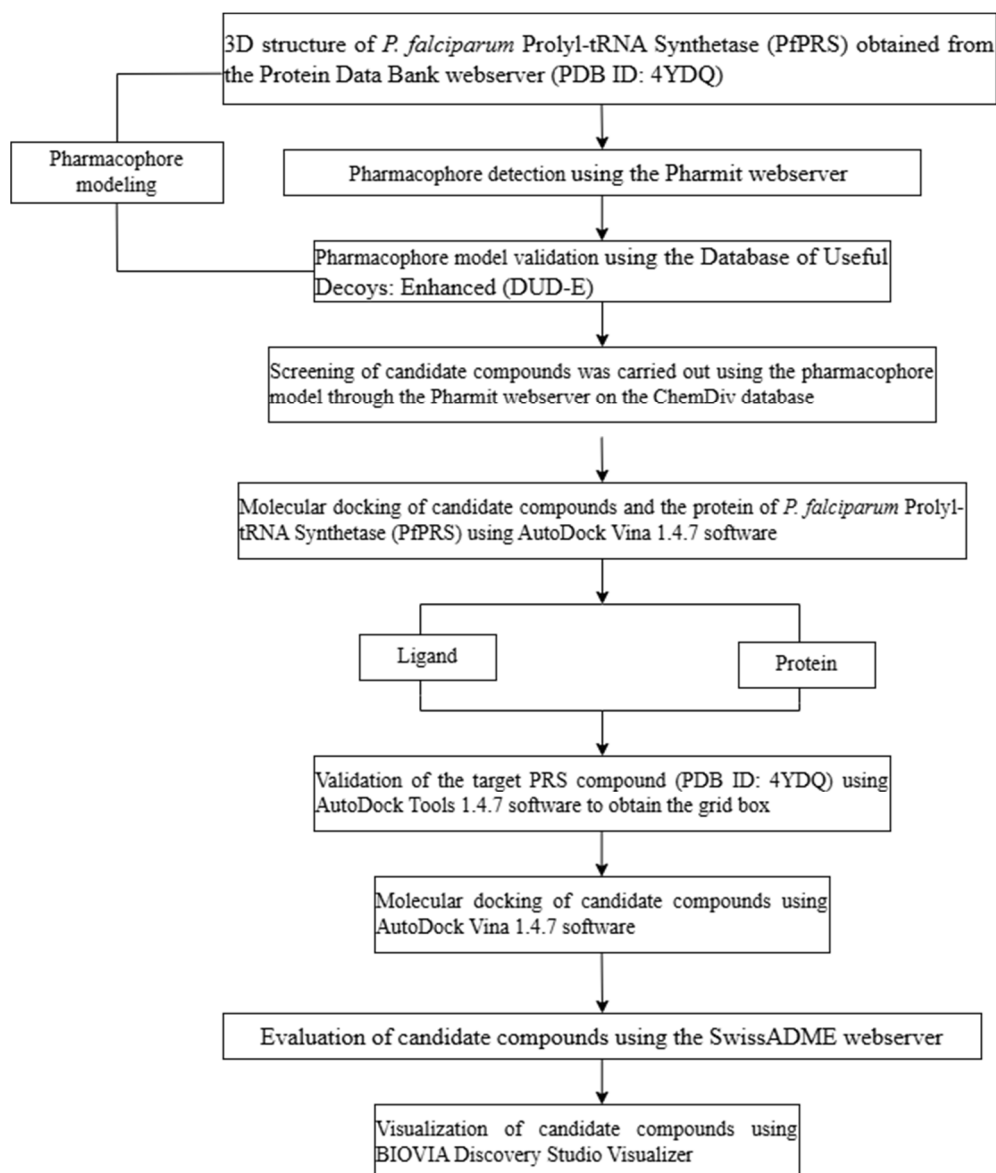 3D structure of P. falciparum Prolyl-tRNA Synthetase (PfPRS) obtained from
the Protein Data Bank webserver (PDB ID: 4YDQ)
Pharmacophore
modeling
Pharmacophore detection using the Pharmit webserver
Pharmacophore model validation using the Database of Useful
Decoys: Enhanced (DUD-E)
Screening of candidate compounds was carried out using the pharmacophore
model through the Pharmit webserver on the ChemDiv database
Molecular docking of candidate compounds and the protein of P. falciparum Prolyl-
tRNA Synthetase (PfPRS) using AutoDock Vina 1.4.7 software
Ligand
Protein
Validation of the target PRS compound (PDB ID: 4YDQ) using
AutoDock Tools 1.4.7 software to obtain the grid box
Molecular docking of candidate compounds using
AutoDock Vina 1.4.7 software
Evaluation of candidate compounds using the SwissADME webserver
Visualization of candidate compounds using
BIOVIA Discovery Studio Visualizer